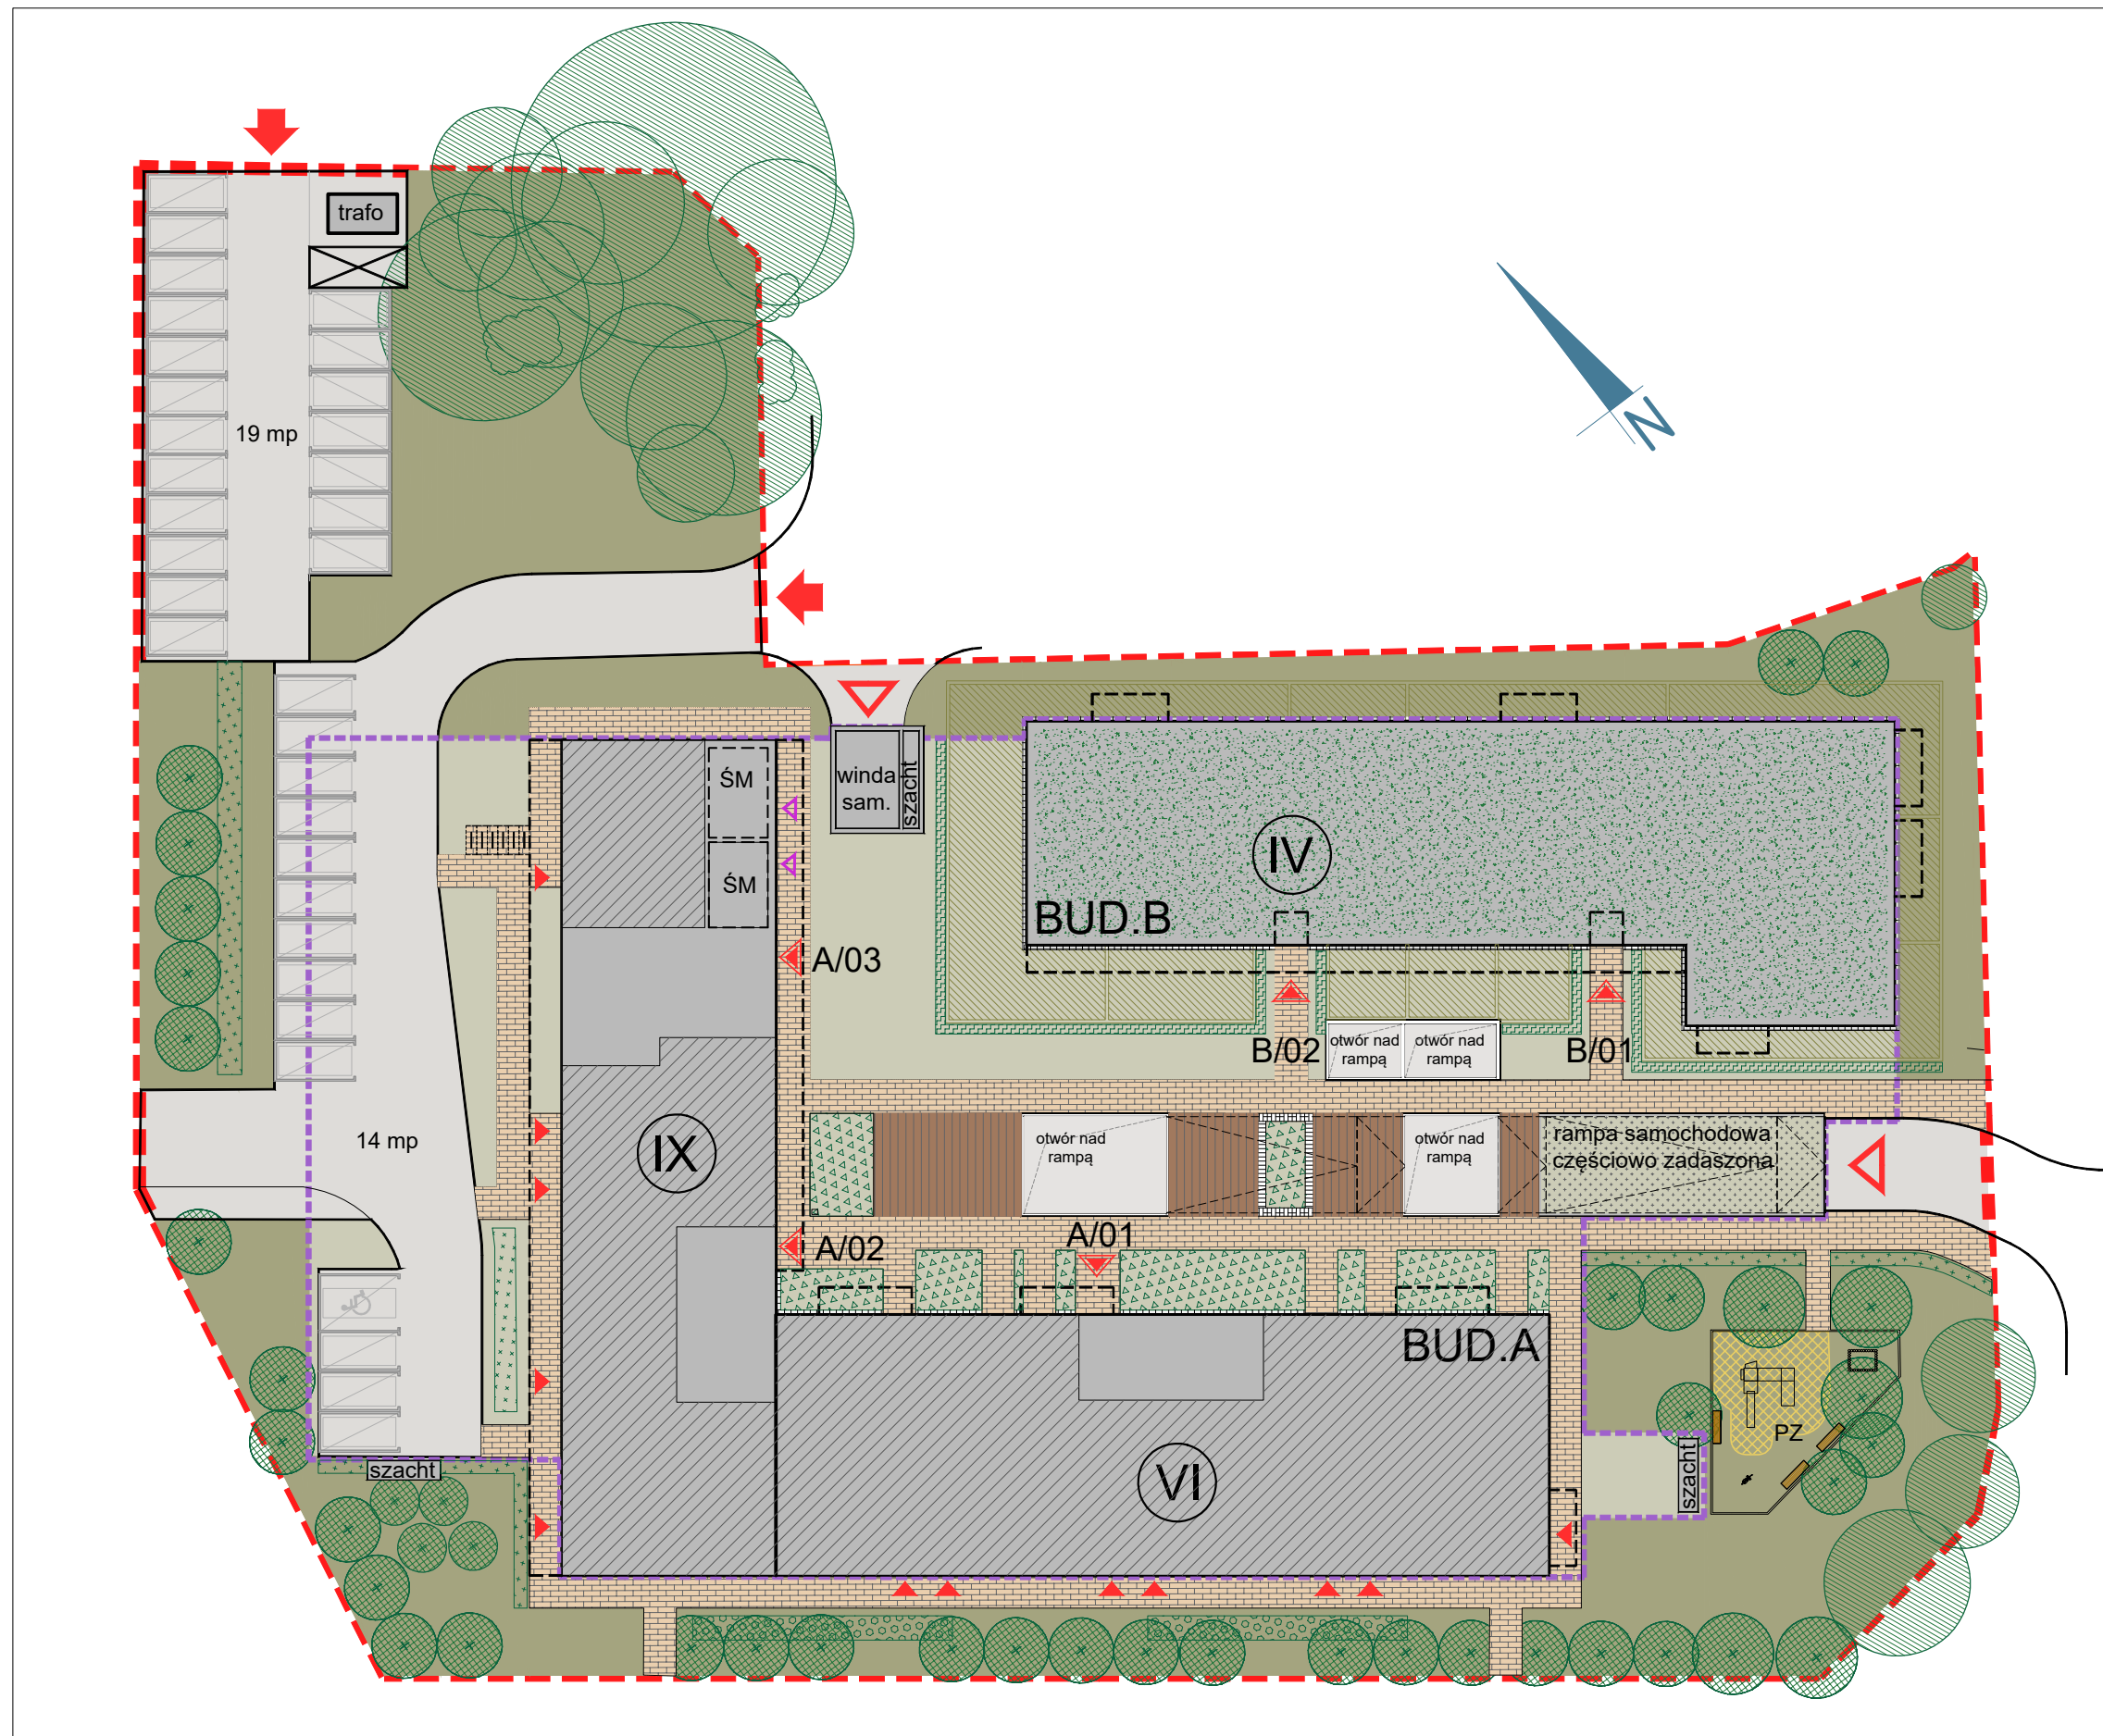 trafo
19 mp
N
winda
sam.
szacht
ŚM
ŚM
IV
BUD.B
A/03
B/02
otwór nad
rampą
otwór nad
rampą
B/01
14 mp
IX
otwór nad
rampą
otwór nad
rampą
rampa samochodowa
częściowo zadaszona
A/02
A/01
BUD.A
PZ
szacht
szacht
VI